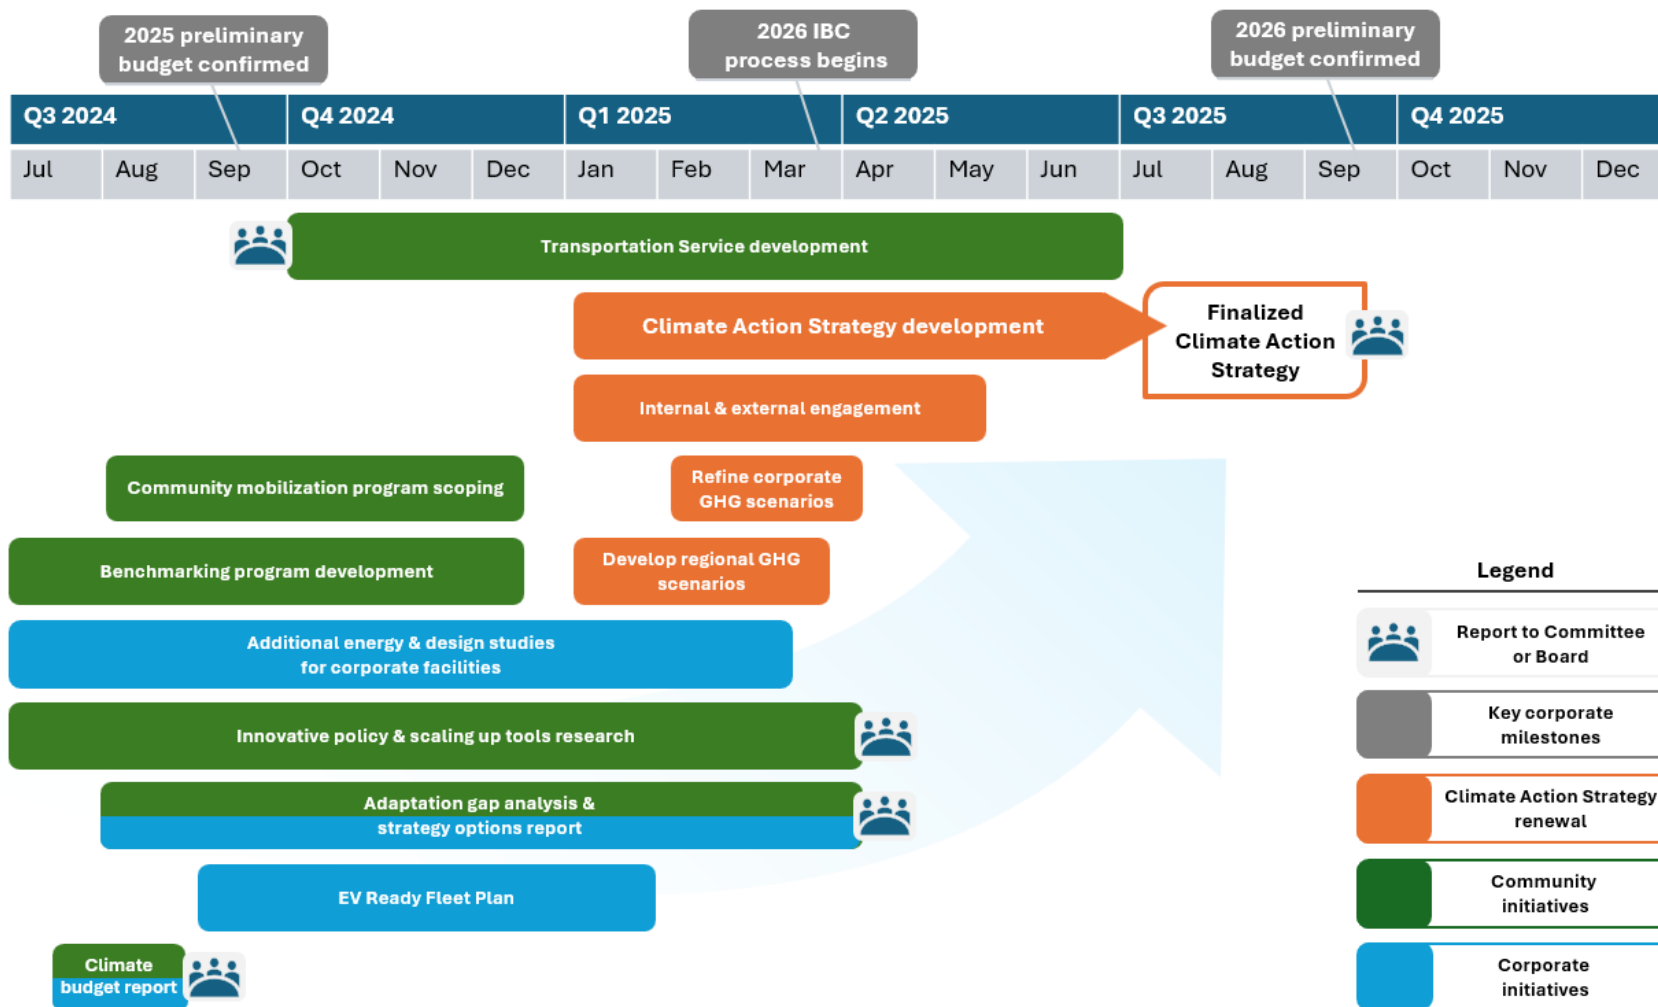 2025 preliminary
budget confirmed
2026 IBC
process begins
2026 preliminary
budget confirmed
Q3 2024
Q4 2024
Q1 2025
Q2 2025
Q3 2025
Q4 2025
Jul
Aug
Sep
Oct
Nov
Dec
Jan
Feb
Mar
Apr
May
Jun
Jul
Aug
Sep
Oct
Nov
Dec
Transportation Service development
Climate Action Strategy development
Finalized
Climate Action
Strategy
Internal & external engagement
Community mobilization program scoping
Refine corporate
GHG scenarios
Benchmarking program development
Develop regional GHG
scenarios
Additional energy & design studies
for corporate facilities
Innovative policy & scaling up tools research
Adaptation gap analysis &
strategy options report
EV Ready Fleet Plan
Climate
budget report
Legend
Report to Committee
or Board
Key corporate
milestones
Climate Action Strategy
renewal
Community
initiatives
Corporate
initiatives